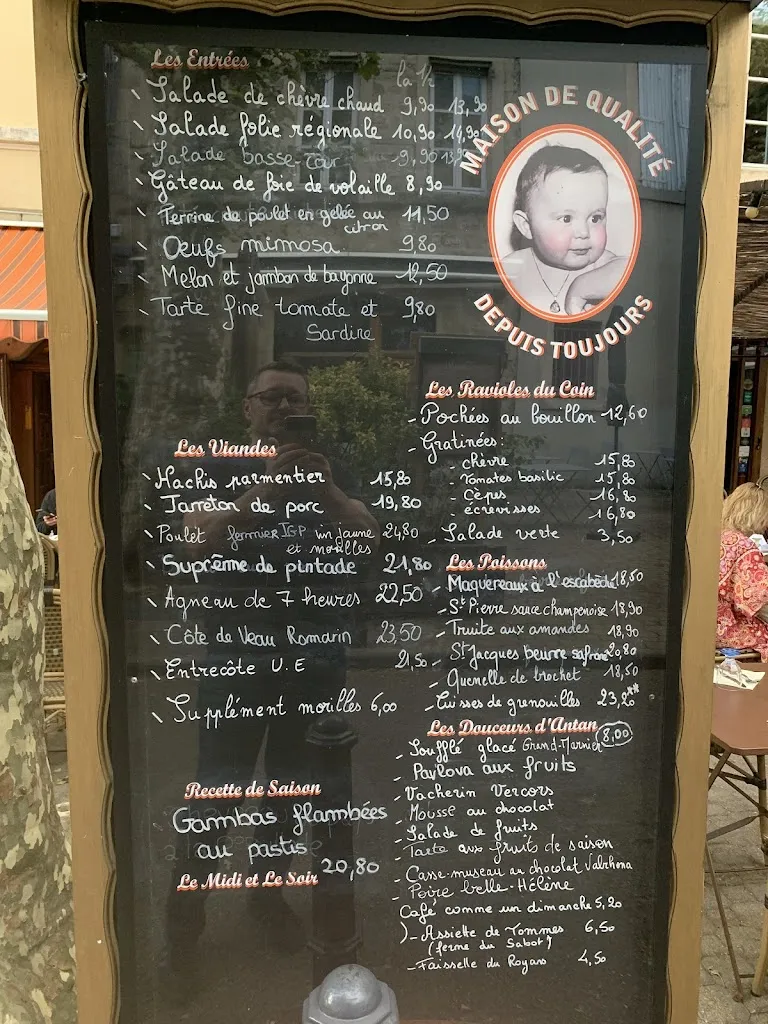 Les Entrées
la 1/2
Salade de chèvre chaud 9,90 13,90
Salade folie régionale 10,90 14,90
Salade basse-cour 9,90 13,90
Gâteau de foie de volaille 8,90
Terrine de poulet en gelée au 11,50
citron
Oeufs mimosa 9,80
Melon et jambon de bayonne 12,50
Tarte fine tomate et 9,80
Sardine
MAISON DE QUALITÉ
DEPUIS TOUJOURS
Les Viandes
Hachis parmentier 15,80
Jarreton de porc 19,80
Poulet fermier IGP vin jaune 24,80
et morilles
Suprême de pintade 21,80
Agneau de 7 heures 22,50
Côte de Veau Romarin 23,50
Entrecôte U.E 21,50
Supplément morilles 6,00
Recette de Saison
Gambas flambées
au pastis
20,80
Le Midi et Le Soir
Les Ravioles du Coin
- Pochées au bouillon 12,60
- Gratinées:
- chèvre 15,80
- Tomates basilic 15,80
- Cèpes 16,80
- écrevisses 16,80
- Salade verte 3,50
Les Poissons
- Maquereaux à l'escabèche 18,50
- St Pierre sauce champenoise 18,90
- Truite aux amandes 18,90
- St Jacques beurre safrané 20,80
- Quenelle de brochet 18,50
- Cuisses de grenouilles 23,20**
Les Douceurs d'Antan 8,00
- Soufflé glacé Grand-Marnier
- Pavlova aux fruits
- Vacherin Vercors
- Mousse au chocolat
- Salade de fruits
- Tarte aux fruits de saison
- Casse-museau au chocolat Valrhona
- Poire belle-Hélène
Café comme un dimanche 5,20
- Assiette de Tommes 6,50
(ferme du Sabot)
- Faisselle du Royans 4,50